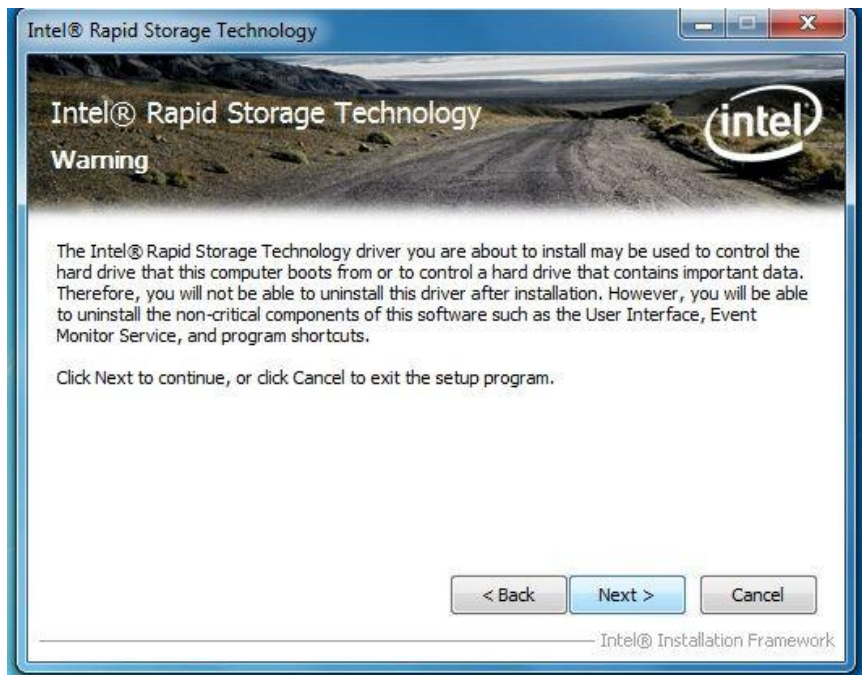 Intel® Rapid Storage Technology
Intel® Rapid Storage Technology
intel
Warning
The Intel® Rapid Storage Technology driver you are about to install may be used to control the
hard drive that this computer boots from or to control a hard drive that contains important data.
Therefore, you will not be able to uninstall this driver after installation. However, you will be able
to uninstall the non-critical components of this software such as the User Interface, Event
Monitor Service, and program shortcuts.
Click Next to continue, or click Cancel to exit the setup program.
< Back Next > Cancel
Intel® Installation Framework